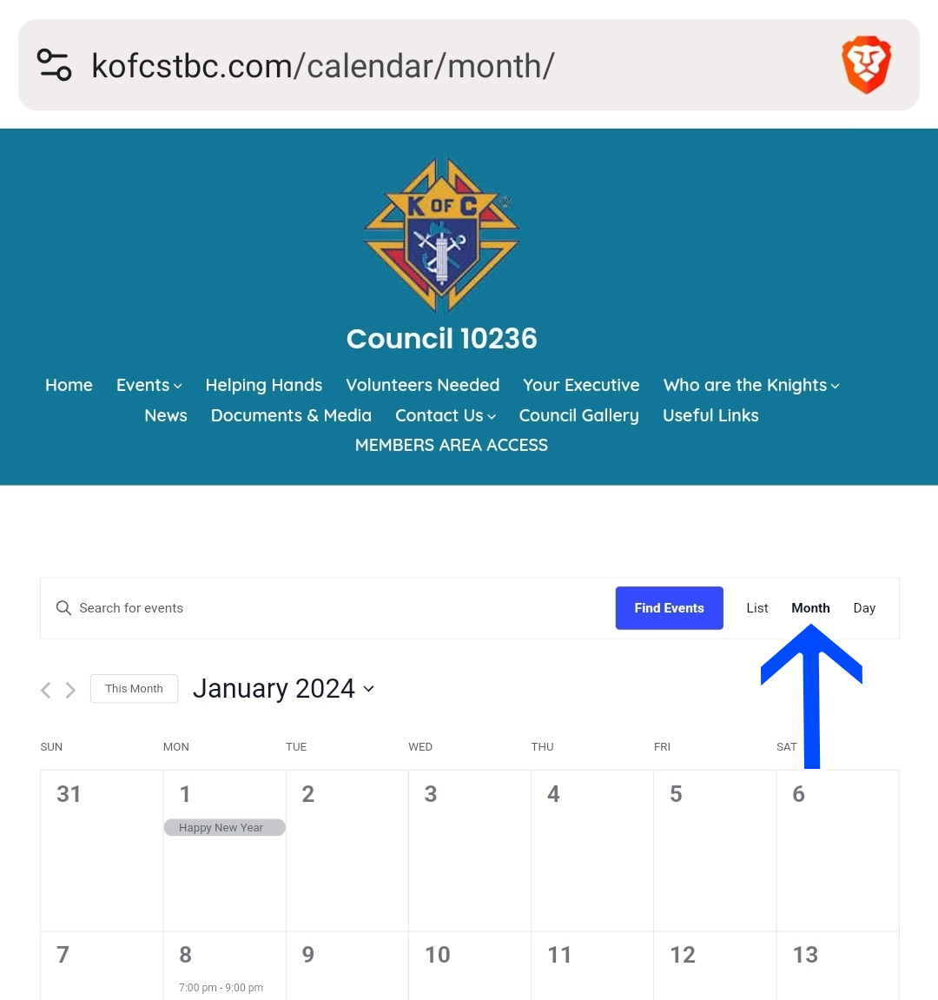 kofcstbc.com/calendar/month/
K OF C
®
Council 10236
Home Events Helping Hands Volunteers Needed Your Executive Who are the Knights
News Documents & Media Contact Us Council Gallery Useful Links
MEMBERS AREA ACCESS
Search for events Find Events List Month Day
This Month January 2024
SUN MON TUE WED THU FRI SAT
31 1 2 3 4 5 6
Happy New Year
7 8 9 10 11 12 13
7:00 pm - 9:00 pm